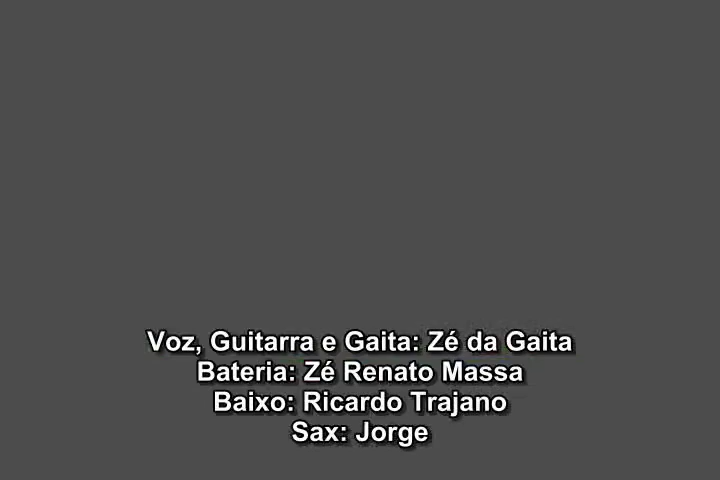 Voz, Guitarra e Gaita: Zé da Gaita
Bateria: Zé Renato Massa
Baixo: Ricardo Trajano
Sax: Jorge